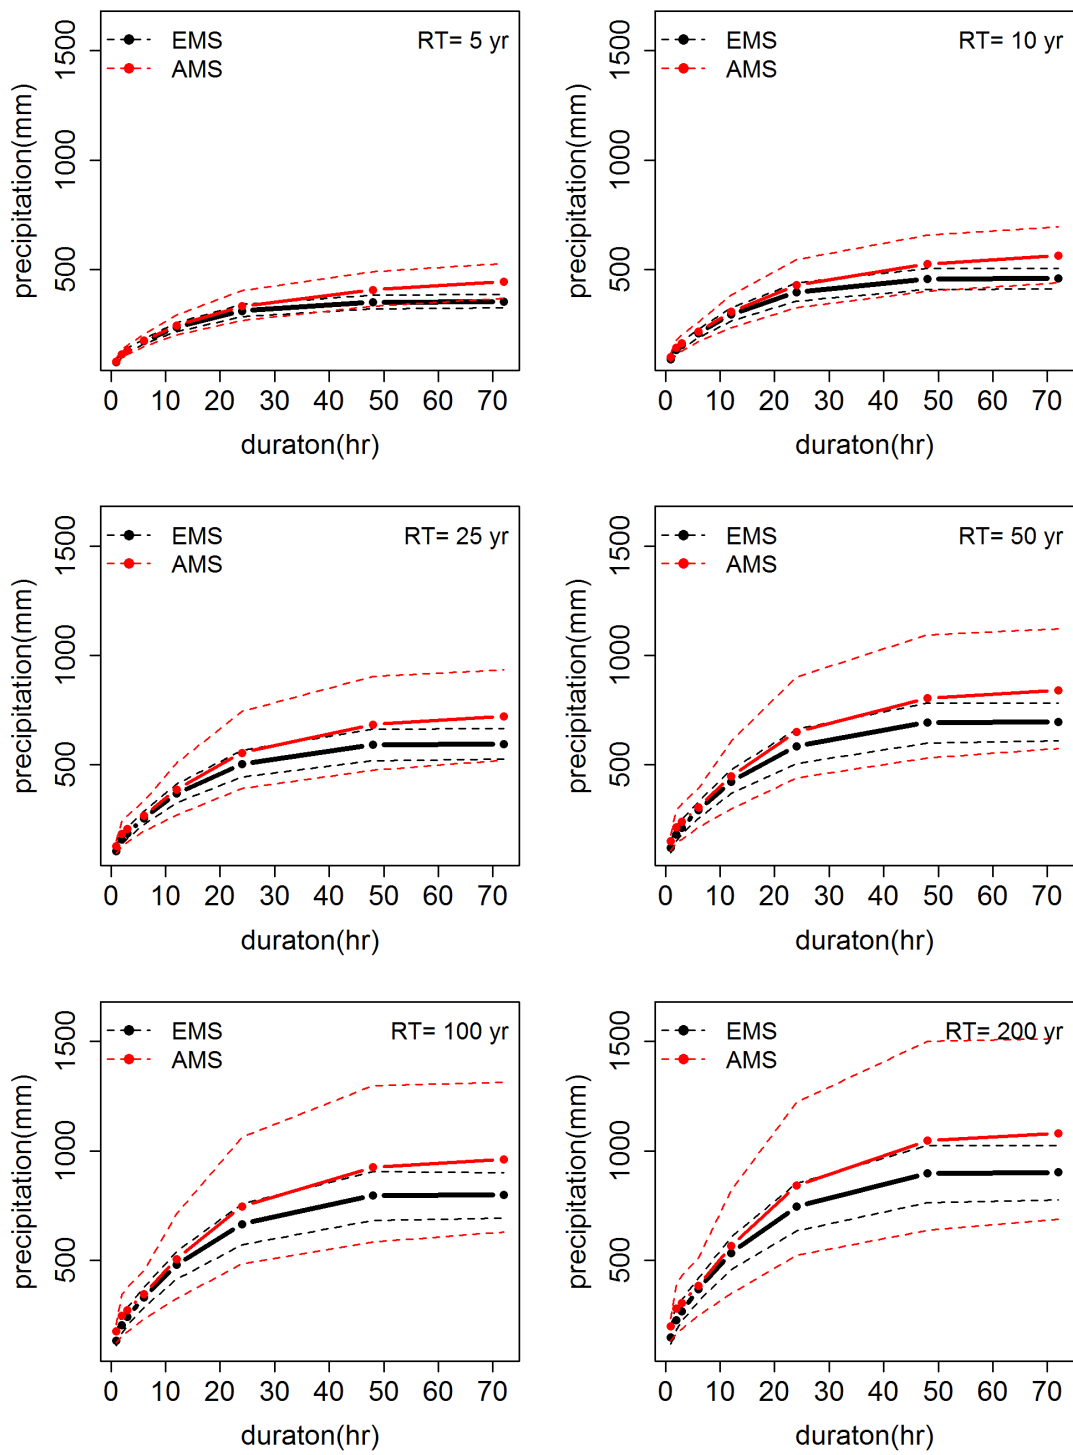 EMS RT= 5 yr
AMS
precipitation(mm)
500 1000 1500
0 10 20 30 40 50 60 70
duraton(hr)
EMS RT= 10 yr
AMS
precipitation(mm)
500 1000 1500
0 10 20 30 40 50 60 70
duraton(hr)
EMS RT= 25 yr
AMS
precipitation(mm)
500 1000 1500
0 10 20 30 40 50 60 70
duraton(hr)
EMS RT= 50 yr
AMS
precipitation(mm)
500 1000 1500
0 10 20 30 40 50 60 70
duraton(hr)
EMS RT= 100 yr
AMS
precipitation(mm)
500 1000 1500
0 10 20 30 40 50 60 70
duraton(hr)
EMS RT= 200 yr
AMS
precipitation(mm)
500 1000 1500
0 10 20 30 40 50 60 70
duraton(hr)